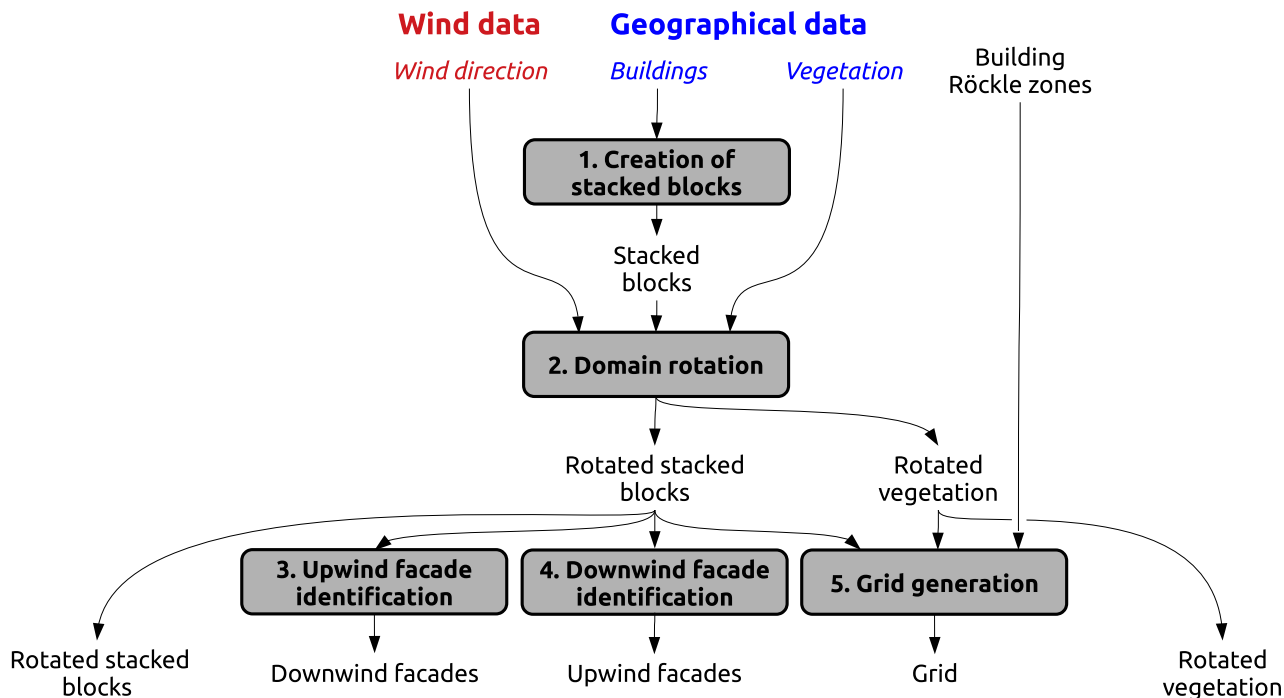 Wind data
Geographical data
Wind direction
Buildings
Vegetation
Building
Röckle zones
1. Creation of
stacked blocks
Stacked
blocks
2. Domain rotation
Rotated stacked
blocks
Rotated
vegetation
3. Upwind facade
identification
4. Downwind facade
identification
5. Grid generation
Rotated stacked
blocks
Downwind facades
Upwind facades
Grid
Rotated
vegetation